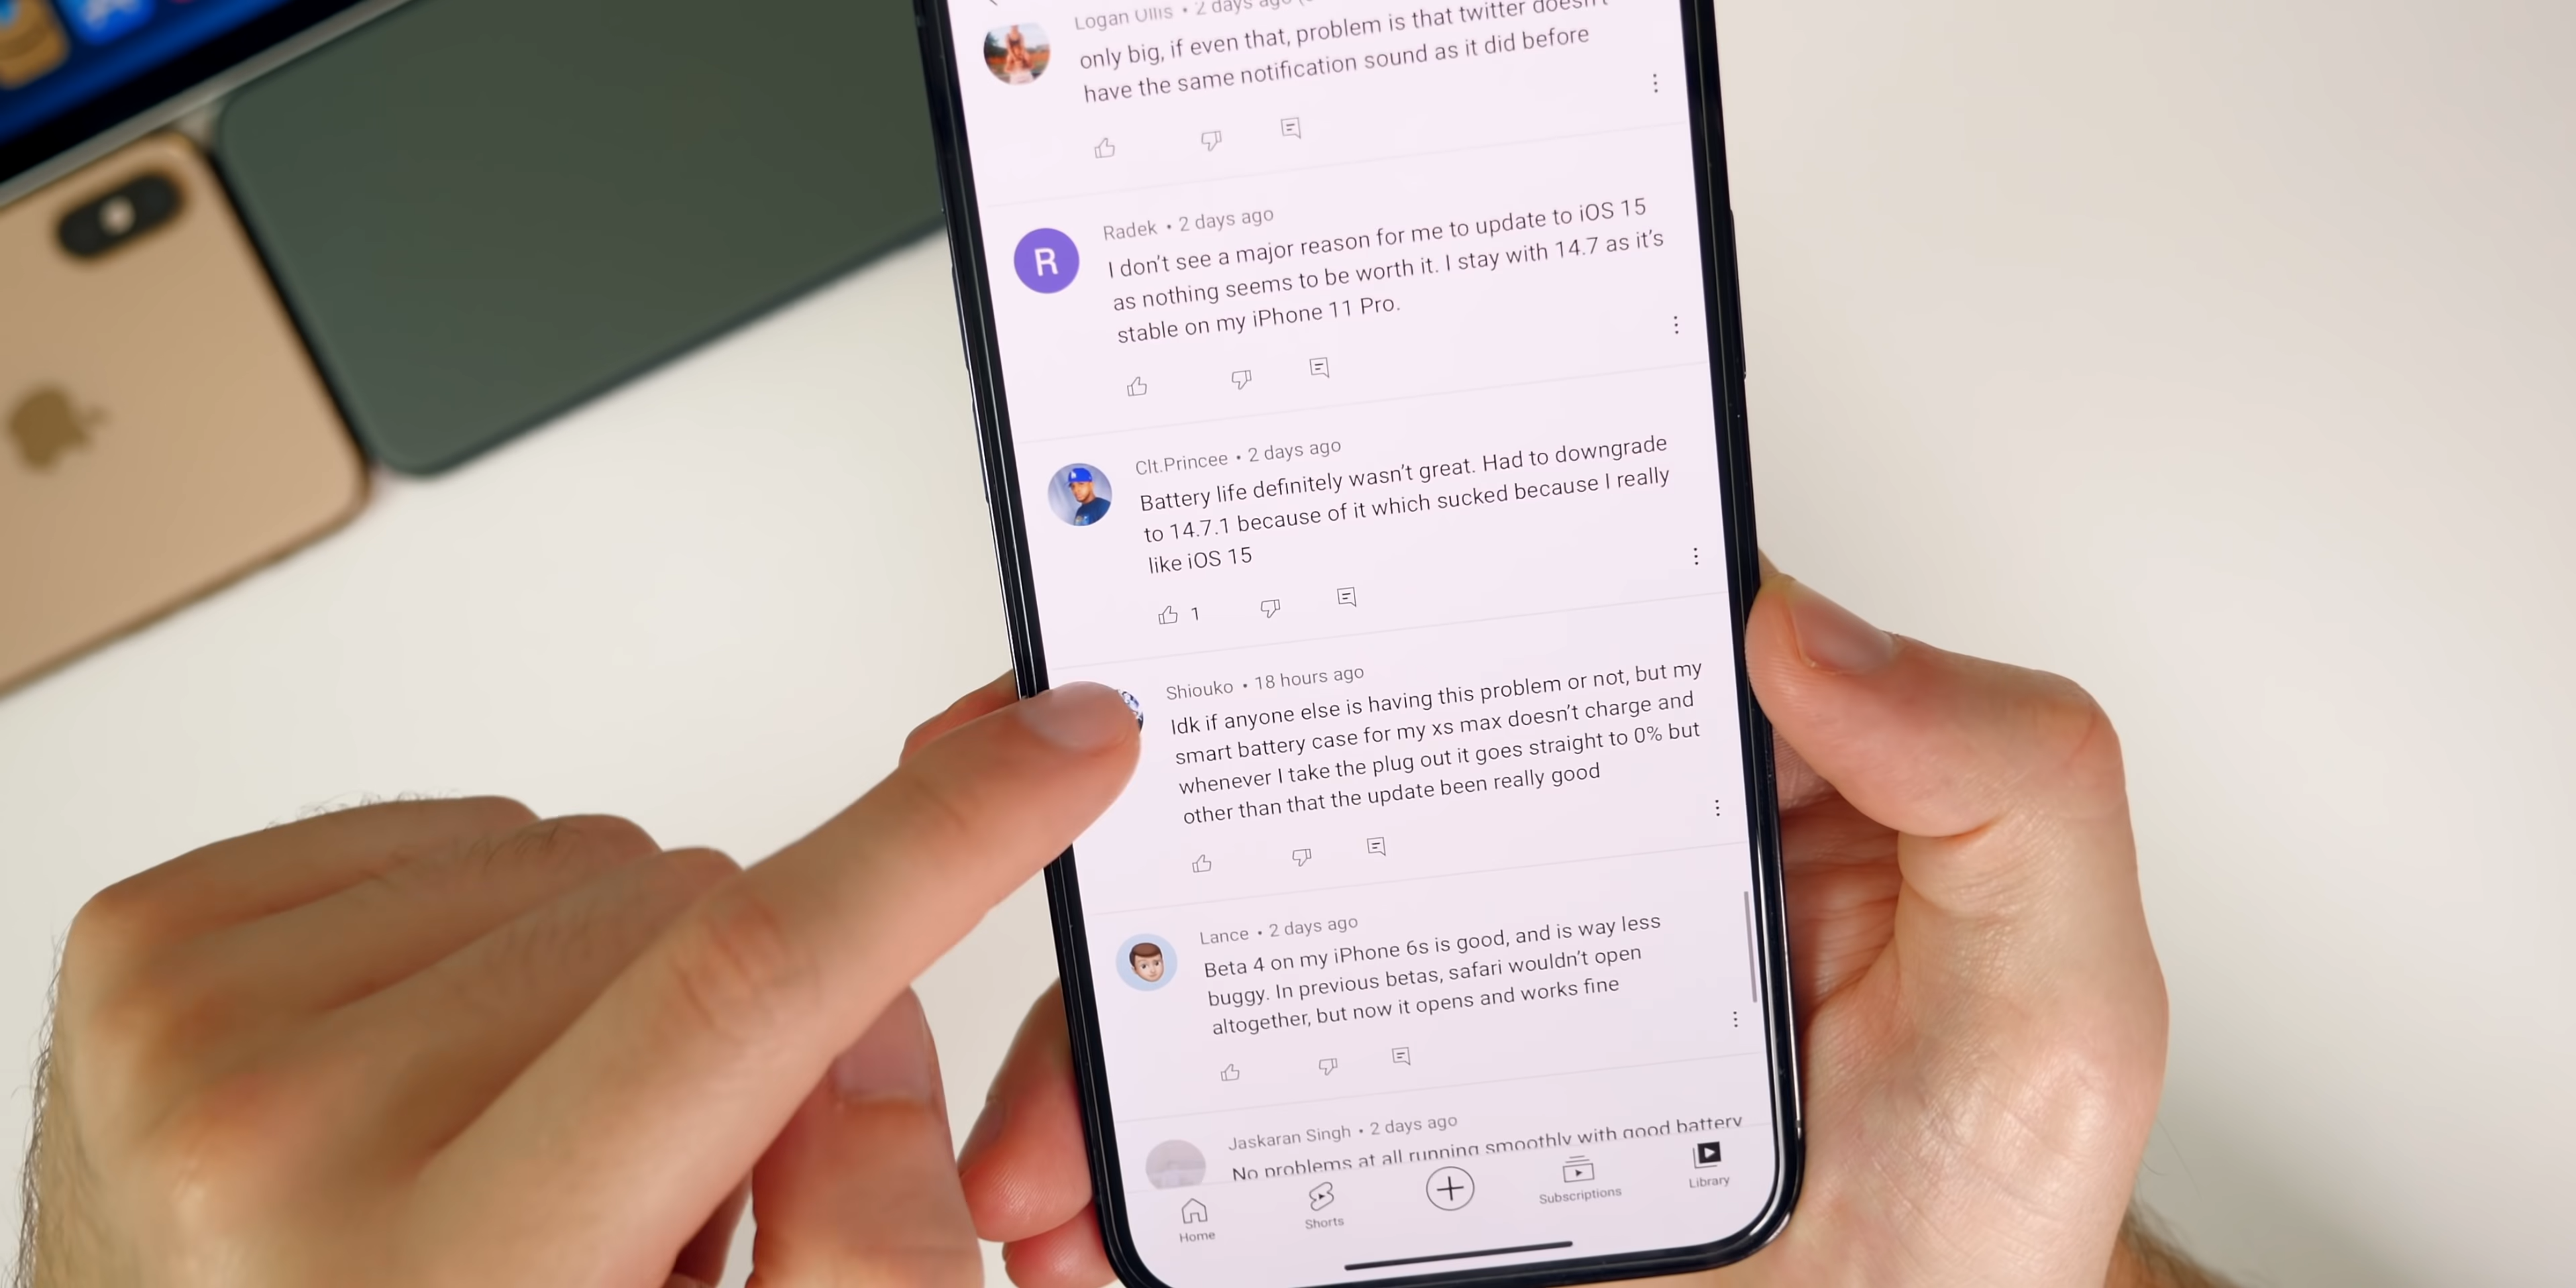 Logan Ullis • 2 days ago
only big, if even that, problem is that twitter doesn't
have the same notification sound as it did before
R
Radek • 2 days ago
I don't see a major reason for me to update to iOS 15
as nothing seems to be worth it. I stay with 14.7 as it's
stable on my iPhone 11 Pro.
Clt.Princee • 2 days ago
Battery life definitely wasn't great. Had to downgrade
to 14.7.1 because of it which sucked because I really
like iOS 15
1
Shiouko • 18 hours ago
Idk if anyone else is having this problem or not, but my
smart battery case for my xs max doesn't charge and
whenever I take the plug out it goes straight to 0% but
other than that the update been really good
Lance • 2 days ago
Beta 4 on my iPhone 6s is good, and is way less
buggy. In previous betas, safari wouldn't open
altogether, but now it opens and works fine
Jaskaran Singh • 2 days ago
No problems at all running smoothly with good battery
Home
Shorts
Subscriptions
Library